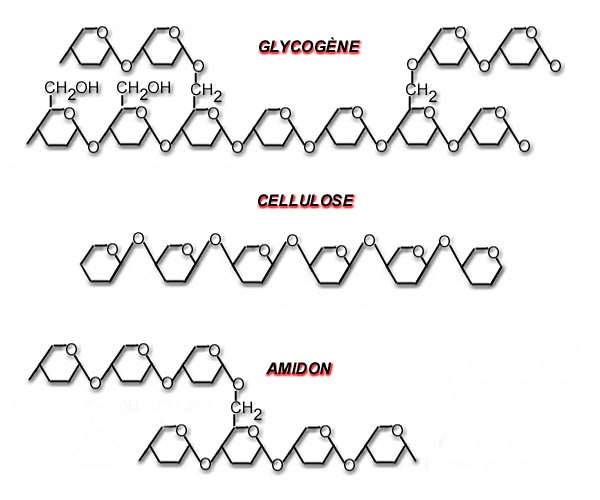 O O O O
GLYCOGÈNE
O O O O O
CH2OH CH2OH CH2 CH2
O O O O O O O
O O O O O O O
CELLULOSE
O O O O O
O O O O O O
O O O
AMIDON
O O O
CH2
O O O O
O O O